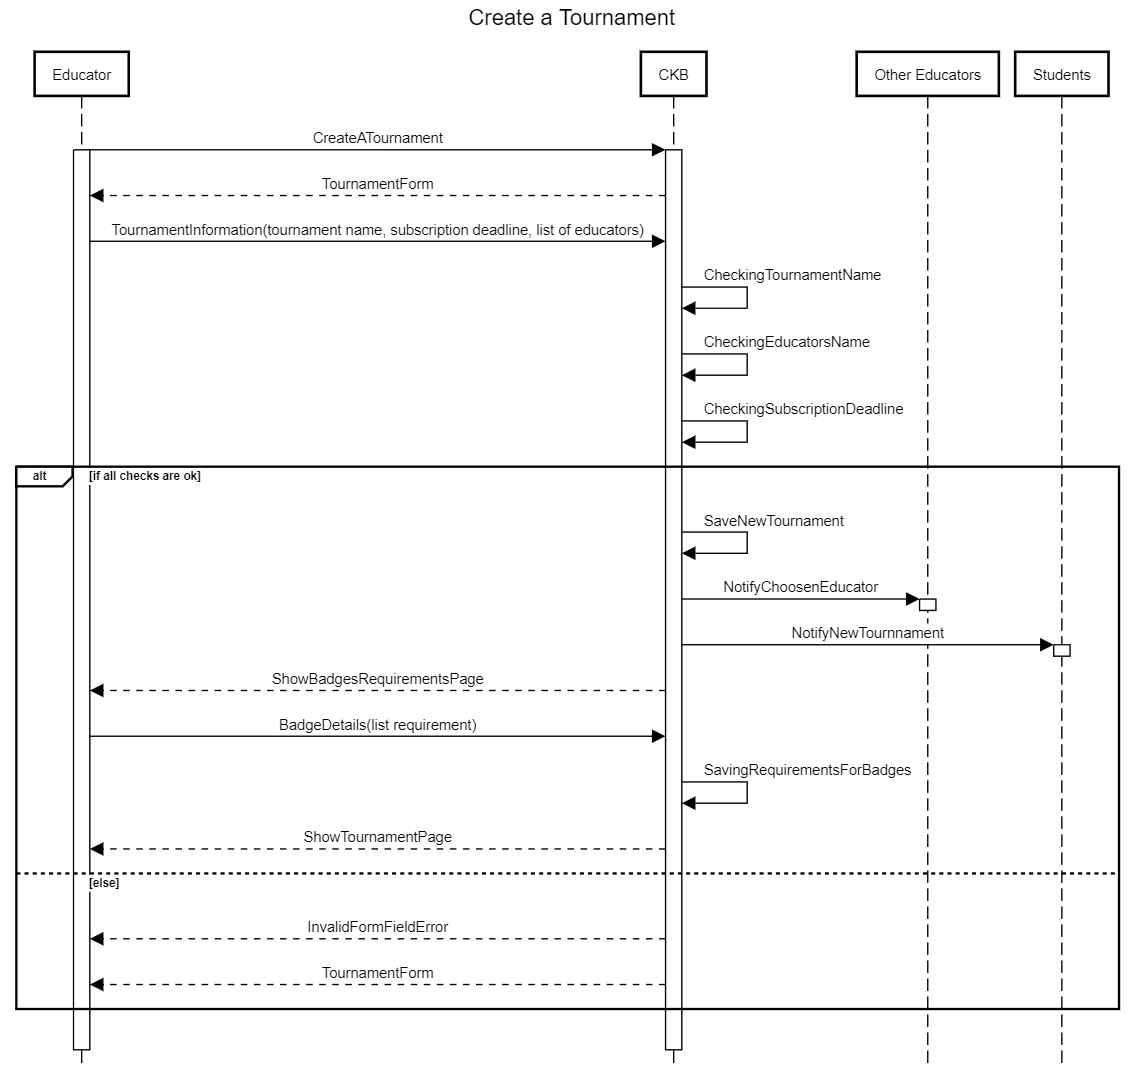 Create a Tournament
Educator
CKB
Other Educators
Students
CreateATournament
TournamentForm
TournamentInformation(tournament name, subscription deadline, list of educators)
CheckingTournamentName
CheckingEducatorsName
CheckingSubscriptionDeadline
alt
[if all checks are ok]
SaveNewTournament
NotifyChoosenEducator
NotifyNewTournnament
ShowBadgesRequirementsPage
BadgeDetails(list requirement)
SavingRequirementsForBadges
ShowTournamentPage
[else]
InvalidFormFieldError
TournamentForm